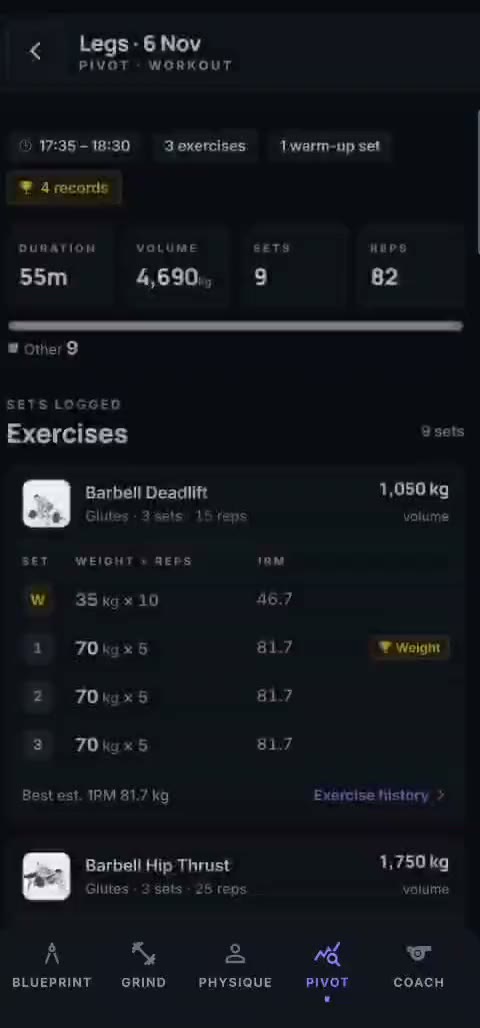 Legs · 6 Nov
PIVOT · WORKOUT
17:35 – 18:30
3 exercises
1 warm-up set
4 records
DURATION
VOLUME
SETS
REPS
55m
4,690kg
9
82
Other 9
SETS LOGGED
Exercises
9 sets
Barbell Deadlift
1,050 kg
Glutes · 3 sets · 15 reps
volume
SET WEIGHT × REPS 1RM
W 35 kg × 10 46.7
1 70 kg × 5 81.7 Weight
2 70 kg × 5 81.7
3 70 kg × 5 81.7
Best est. 1RM 81.7 kg
Exercise history >
Barbell Hip Thrust
1,750 kg
Glutes · 3 sets · 25 reps
volume
BLUEPRINT
GRIND
PHYSIQUE
PIVOT
COACH